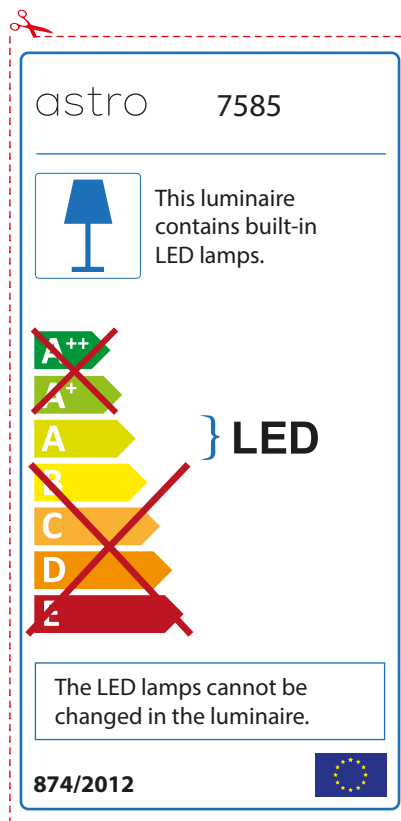 astro 7585
This luminaire
contains built-in
LED lamps.
A++
A+
A
LED
B
C
D
E
The LED lamps cannot be
changed in the luminaire.
874/2012